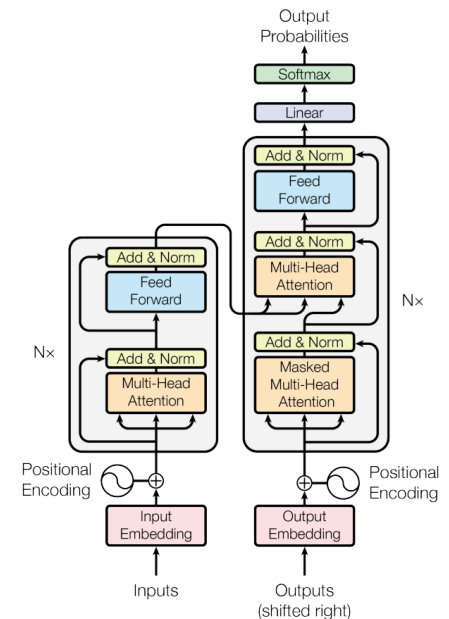 Output
Probabilities
Softmax
Linear
Add & Norm
Feed
Forward
Add & Norm
Multi-Head
Attention
Add & Norm
Masked
Multi-Head
Attention
N×
Add & Norm
Feed
Forward
N×
Add & Norm
Multi-Head
Attention
Positional
Encoding
Positional
Encoding
Input
Embedding
Output
Embedding
Inputs
Outputs
(shifted right)